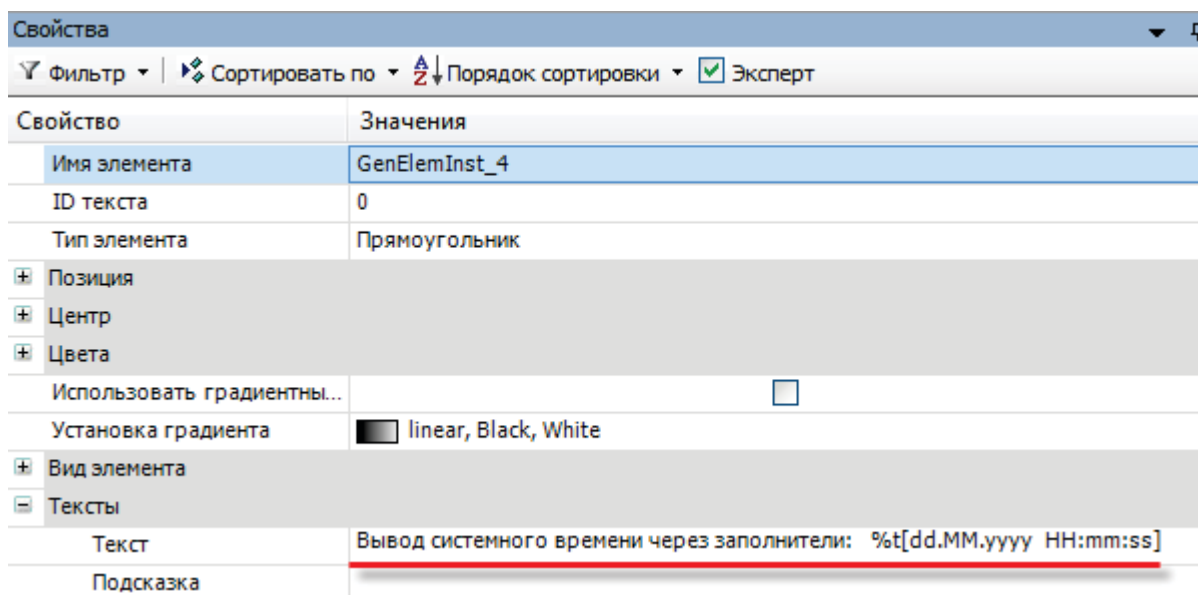 Свойства
Фильтр Сортировать по Порядок сортировки Эксперт
Свойство Значения
Имя элемента GenElemInst_4
ID текста 0
Тип элемента Прямоугольник
Позиция
Центр
Цвета
Использовать градиентны...
Установка градиента linear, Black, White
Вид элемента
Тексты
Текст Вывод системного времени через заполнители: %t[dd.MM.yyyy HH:mm:ss]
Подсказка